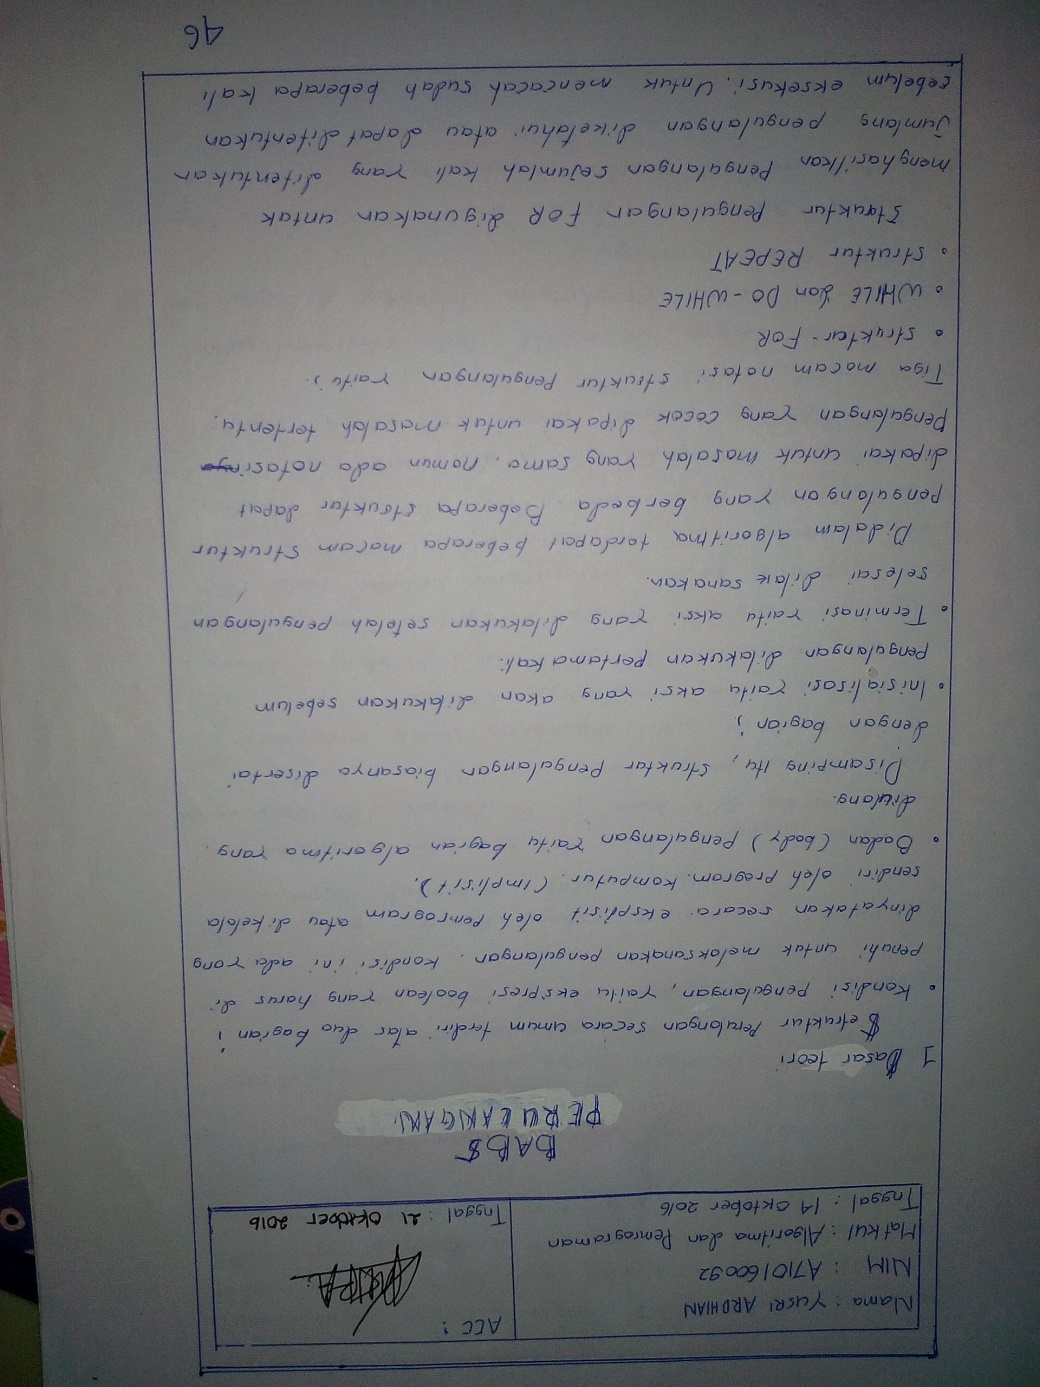 Nama : YUSRI ARDHIAN
NIM : A710160092
Matkul : Algoritma dan Pemrograman
Tnggal : 14 Oktober 2016
ACC :
Tnggal : 21 Oktober 2016
BAB 5
PERULANGAN
1 Dasar teori
Setruktur Perulangan secara umum terdiri atas dua bagian ;
• Kondisi pengulangan, yaitu ekspresi boolean yang harus di
penuhi untuk melaksanakan pengulangan. Kondisi ini ada yang
dinyatakan secara eksplisit oleh Pemrogram atau dikelola
sendiri oleh program komputur. (implisit).
• Badan (body) Pengulangan yaitu bagian algoritma yang
diulang.
Disamping itu, struktur Pengulangan biasanya disertai
dengan bagian ;
• Inisialisasi yaitu aksi yang akan dilakukan sebelum
pengulangan dilakukan Pertama kali.
• Terminasi yaitu aksi yang dilakukan setelah pengulangan
selesai dilaksanakan.
Didalam algoritma terdapat beberapa macam Struktur
pengulangan yang berbeda Beberapa struktur dapat
dipakai untuk masalah yang sama. Nomun ada notasi
Pengulangan yang cocok dipakai untuk masalah tertentu.
Tiga macam notasi struktur Pengulangan yaitu ;.
• Struktur - FOR
• WHILE dan DO - WHILE
• Struktur REPEAT
Struktur Pengulangan FOR digunakan untuk
menghasilkan Pengulangan sejumlah kali yang ditentukan
Jumlang pengulangan diketahui atau dapat ditentukan
sebelum eksekusi. Untuk mencacah sudah beberapa kali
46